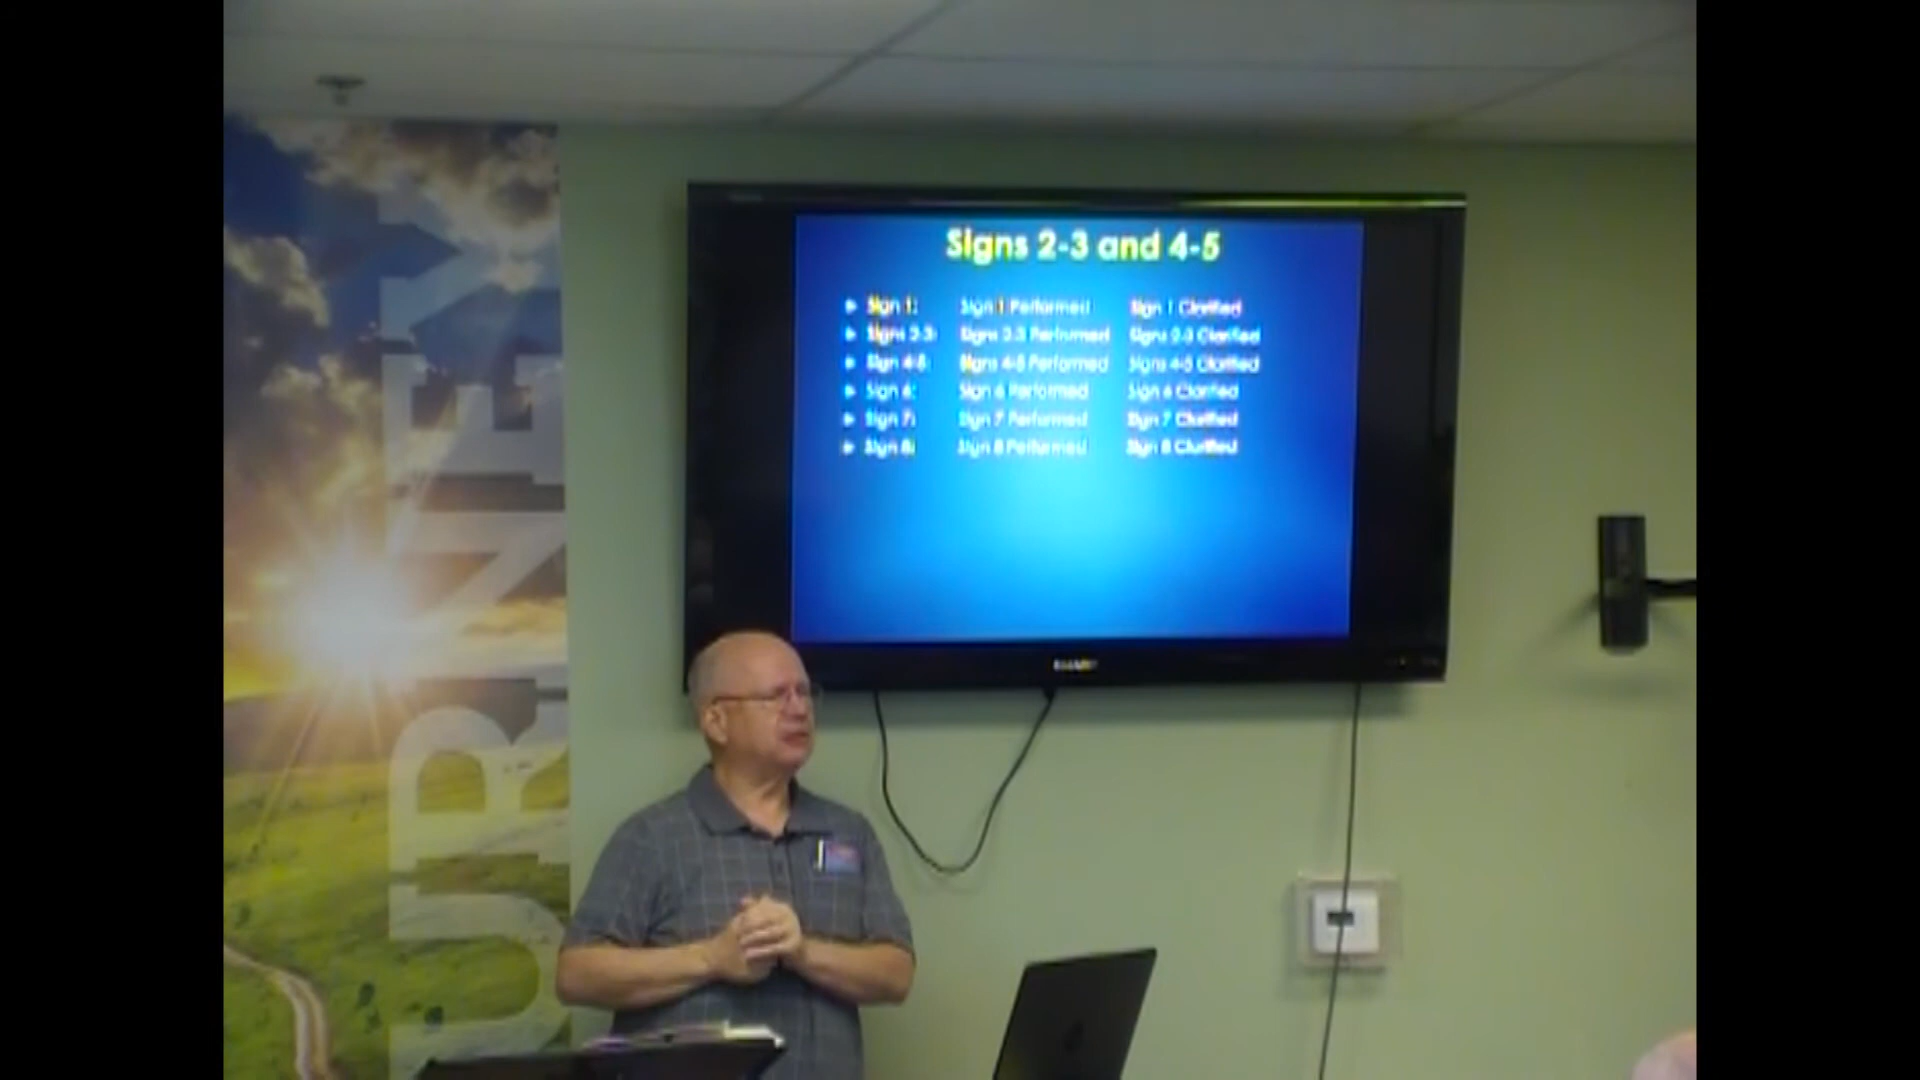 Signs 2-3 and 4-5
Sign 1: Sign 1 Performed Sign 1 Clarified
Signs 2-3: Signs 2-3 Performed Signs 2-3 Clarified
Sign 4-5: Signs 4-5 Performed Signs 4-5 Clarified
Sign 6: Sign 6 Performed Sign 6 Clarified
Sign 7: Sign 7 Performed Sign 7 Clarified
Sign 8: Sign 8 Performed Sign 8 Clarified
SHARP
URNEY